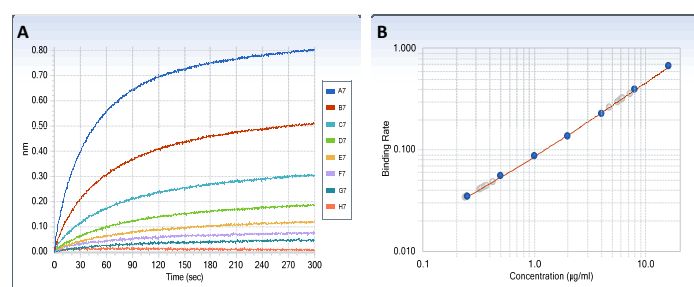 A
0.80
0.70
0.60
0.50
0.40
0.30
0.20
0.10
0.00
nm
0 30 60 90 120 150 180 210 240 270 300
Time (sec)
A7
B7
C7
D7
E7
F7
G7
H7
B
1.000
0.100
0.010
Binding Rate
0.1 1.0 10.0
Concentration (µg/ml)